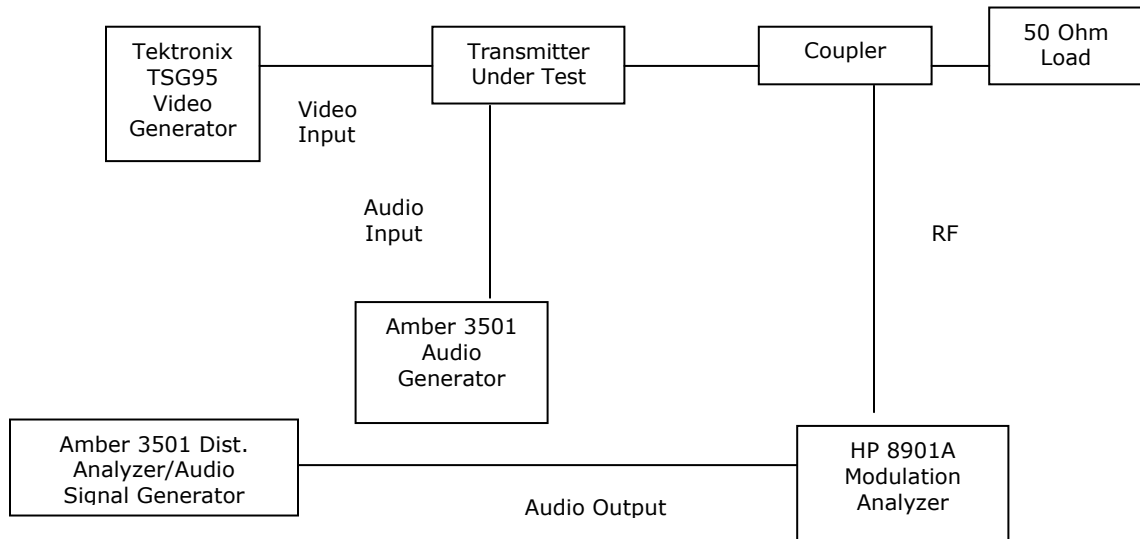 Tektronix
TSG95
Video
Generator
Transmitter
Under Test
Coupler
50 Ohm
Load
Video
Input
Audio
Input
RF
Amber 3501
Audio
Generator
Amber 3501 Dist.
Analyzer/Audio
Signal Generator
HP 8901A
Modulation
Analyzer
Audio Output